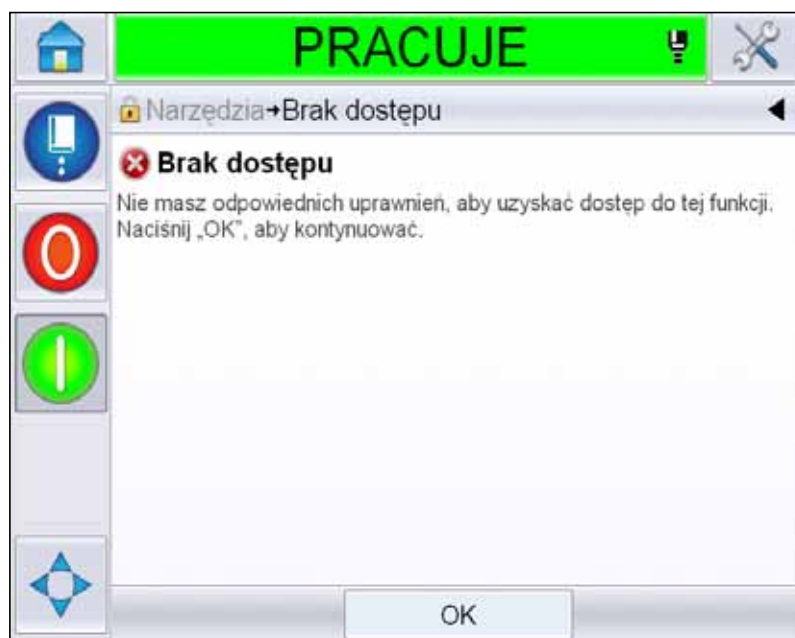 PRACUJE
Narzędzia→Brak dostępu
Brak dostępu
Nie masz odpowiednich uprawnień, aby uzyskać dostęp do tej funkcji.
Naciśnij „OK”, aby kontynuować.
OK